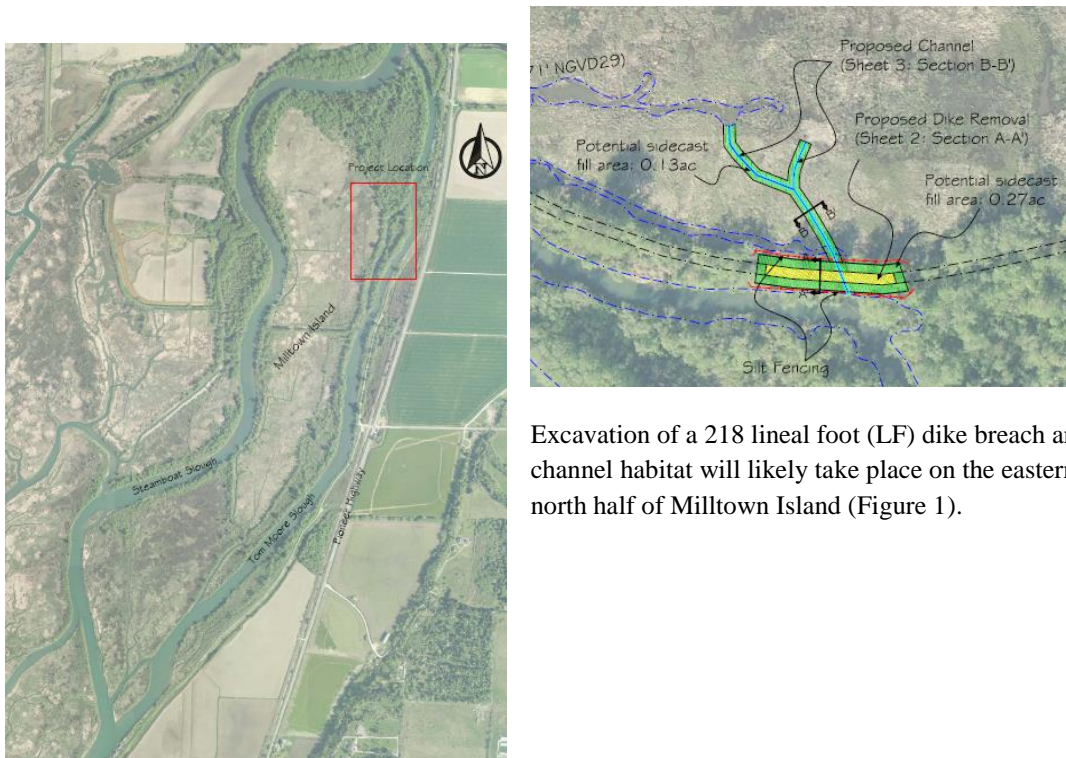 Project Location
N
Milltown Island
Steamboat Slough
Tom Moore Slough
Pioneer Highway
71' NGVD29)
Proposed Channel
(Sheet 3: Section B-B')
Proposed Dike Removal
(Sheet 2: Section A-A')
Potential sidecast
fill area: 0.13ac
Potential sidecast
fill area: 0.27ac
Silt Fencing
Excavation of a 218 lineal foot (LF) dike breach
channel habitat will likely take place on the eastern
north half of Milltown Island (Figure 1).